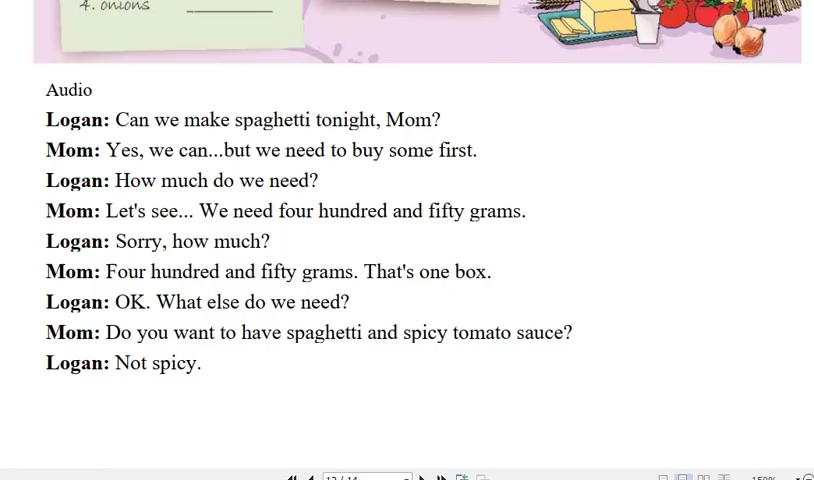 4. onions ________
Audio
Logan: Can we make spaghetti tonight, Mom?
Mom: Yes, we can...but we need to buy some first.
Logan: How much do we need?
Mom: Let's see... We need four hundred and fifty grams.
Logan: Sorry, how much?
Mom: Four hundred and fifty grams. That's one box.
Logan: OK. What else do we need?
Mom: Do you want to have spaghetti and spicy tomato sauce?
Logan: Not spicy.